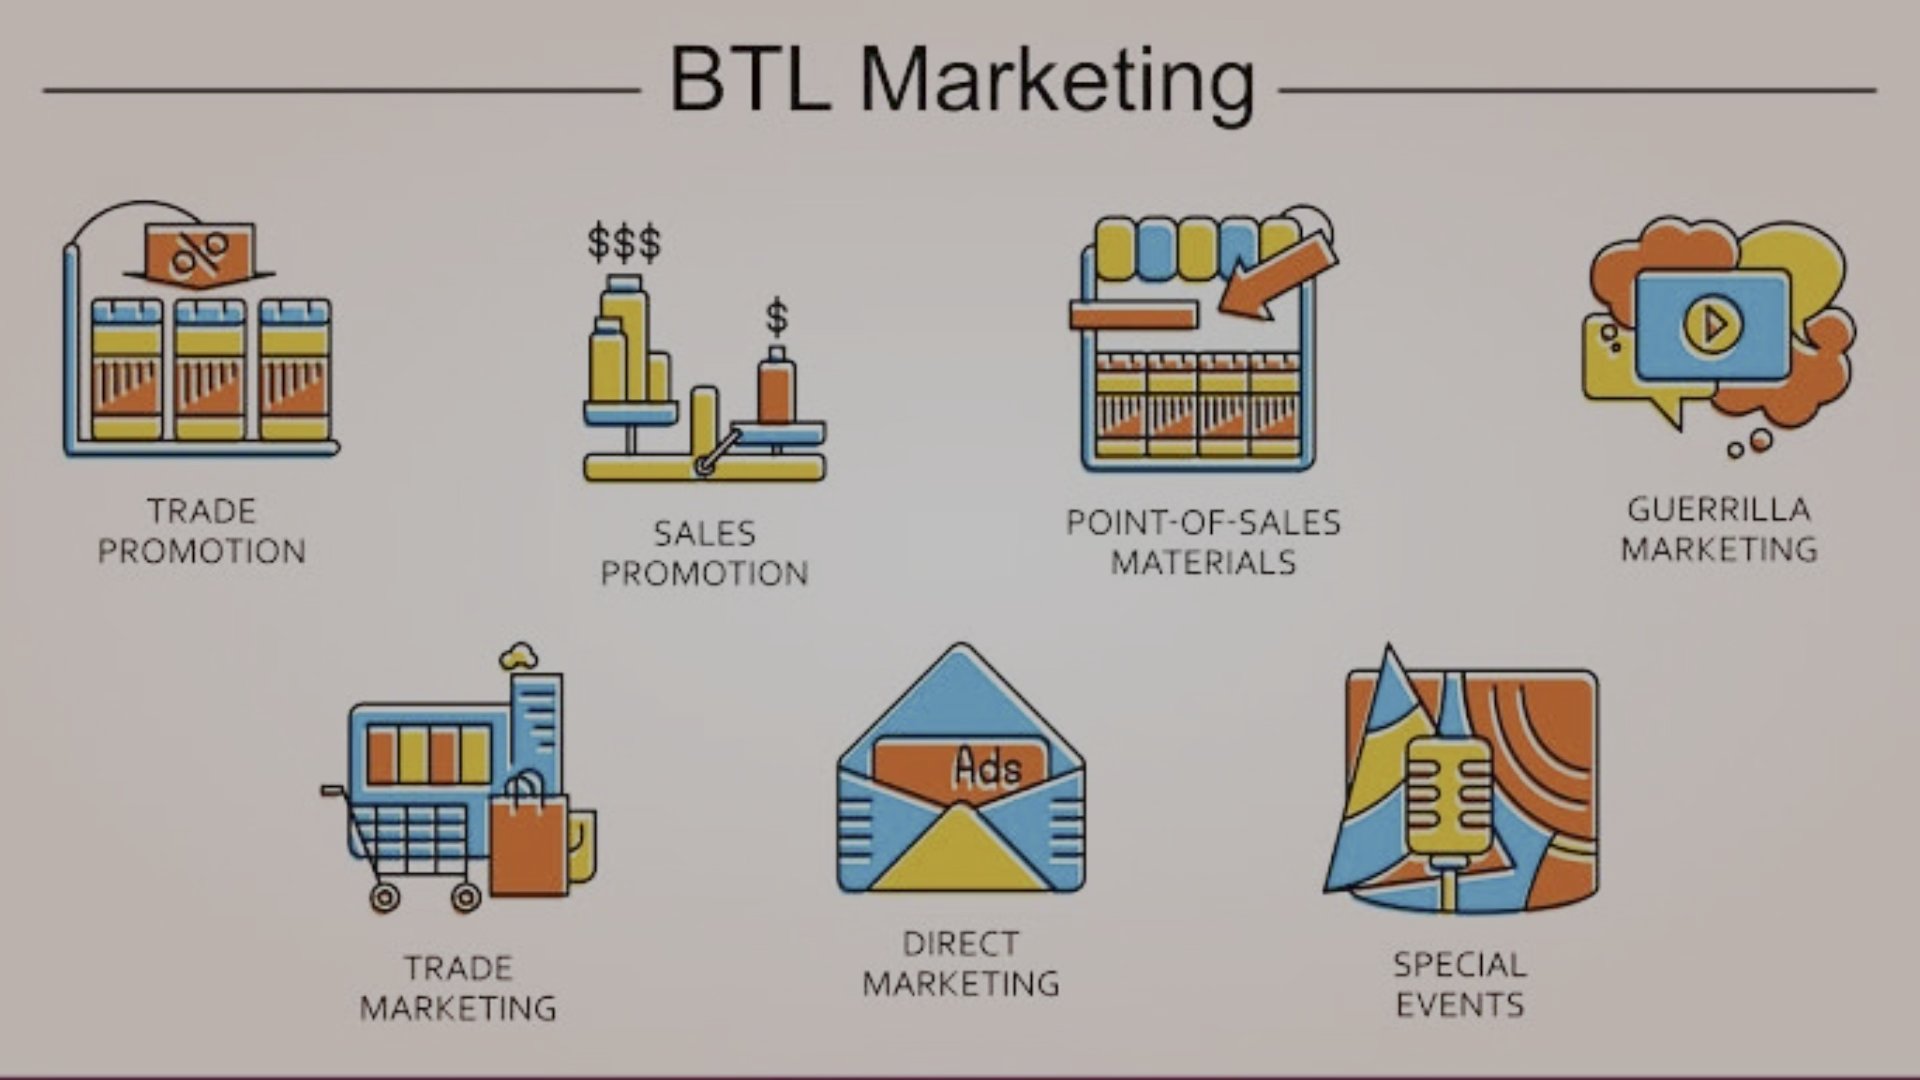 BTL Marketing
%
$$$
$
TRADE
PROMOTION
SALES
PROMOTION
POINT-OF-SALES
MATERIALS
GUERRILLA
MARKETING
Ads
TRADE
MARKETING
DIRECT
MARKETING
SPECIAL
EVENTS